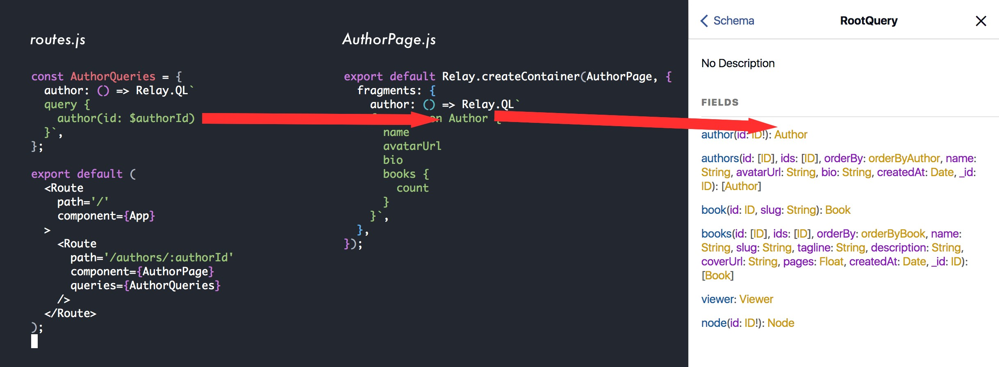 routes.js
const AuthorQueries = {
  author: () => Relay.QL`
  query {
    author(id: $authorId)
  }`,
};
export default (
  <Route
    path='/'
    component={App}
  >
    <Route
      path='/authors/:authorId'
      component={AuthorPage}
      queries={AuthorQueries}
    />
  </Route>
);
AuthorPage.js
export default Relay.createContainer(AuthorPage, {
  fragments: {
    author: () => Relay.QL`
    on Author {
      name
      avatarUrl
      bio
      books {
        count
      }
    }`,
  },
});
Schema
RootQuery
No Description
FIELDS
author(id: ID!): Author
authors(id: [ID], ids: [ID], orderBy: orderByAuthor, name:
String, avatarUrl: String, bio: String, createdAt: Date, _id:
ID): [Author]
book(id: ID, slug: String): Book
books(id: [ID], ids: [ID], orderBy: orderByBook, name:
String, slug: String, tagline: String, description: String,
coverUrl: String, pages: Float, createdAt: Date, _id: ID):
[Book]
viewer: Viewer
node(id: ID!): Node